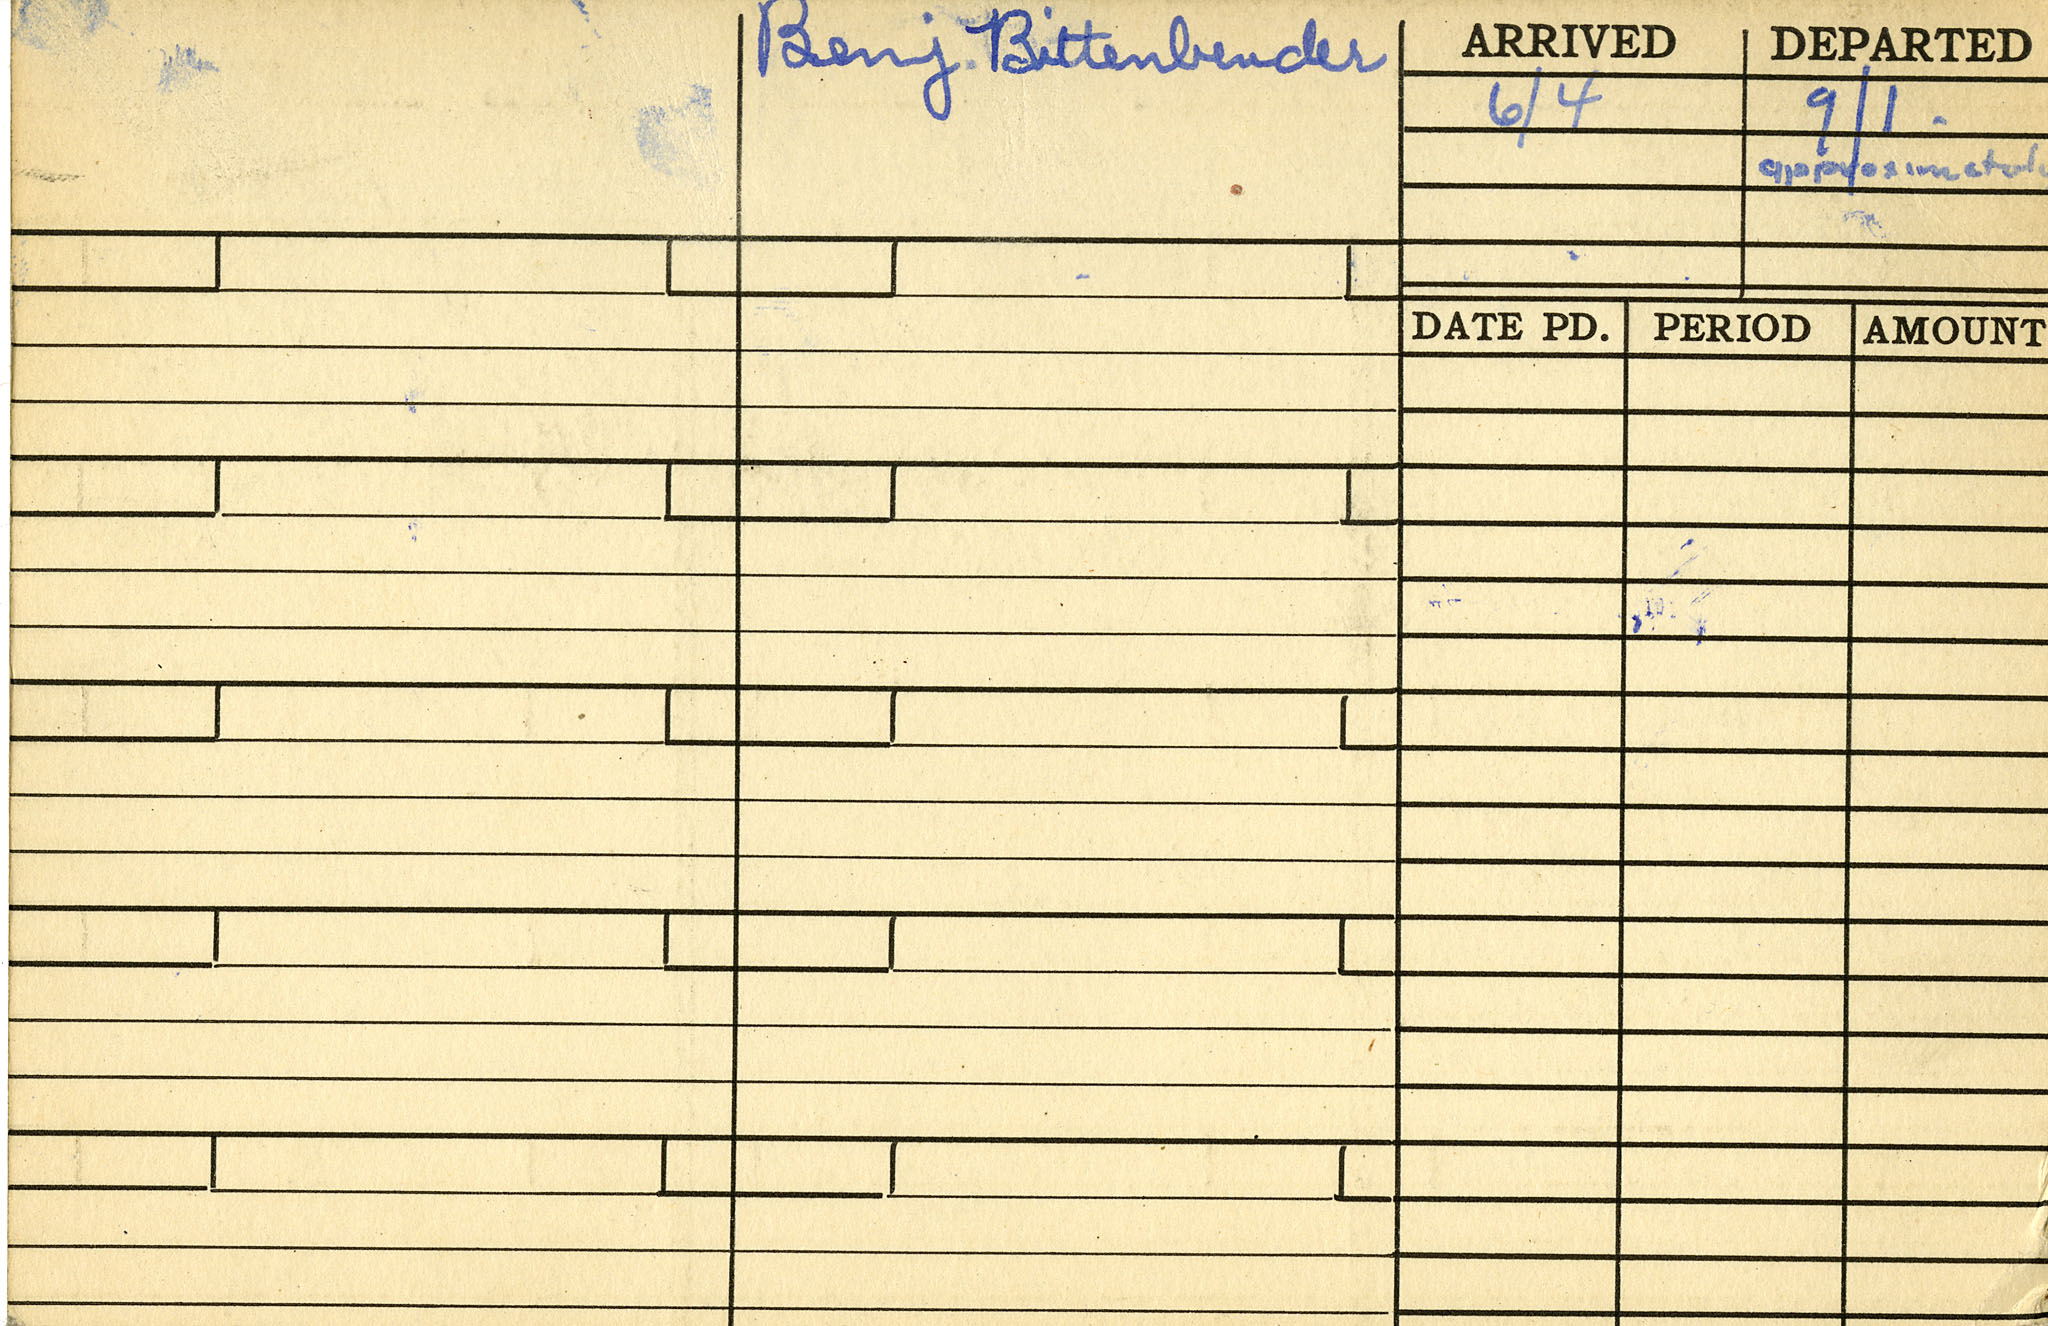 Benj. Bittenbender
ARRIVED DEPARTED
6/4 9/1
approximately
DATE PD. PERIOD AMOUNT